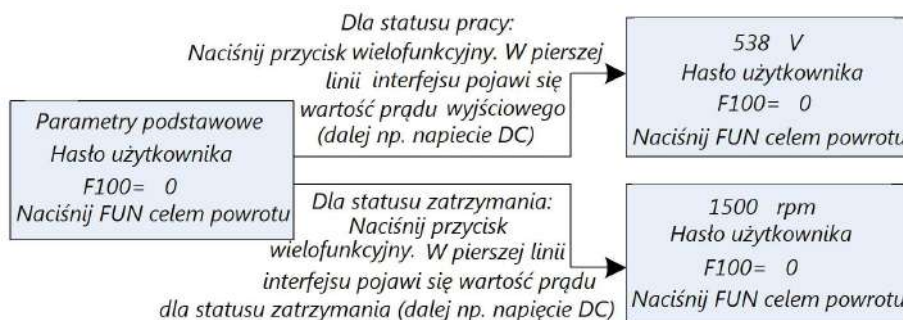 Dla statusu pracy:
Naciśnij przycisk wielofunkcyjny. W pierszej
linii interfejsu pojawi się
wartość prądu wyjściowego
(dalej np. napiecie DC)
538 V
Hasło użytkownika
F100= 0
Naciśnij FUN celem powrotu
Parametry podstawowe
Hasło użytkownika
F100= 0
Naciśnij FUN celem powrotu
Dla statusu zatrzymania:
Naciśnij przycisk
wielofunkcyjny. W pierszej linii
interfejsu pojawi się wartość prądu
dla statusu zatrzymania (dalej np. napięcie DC)
1500 rpm
Hasło użytkownika
F100= 0
Naciśnij FUN celem powrotu